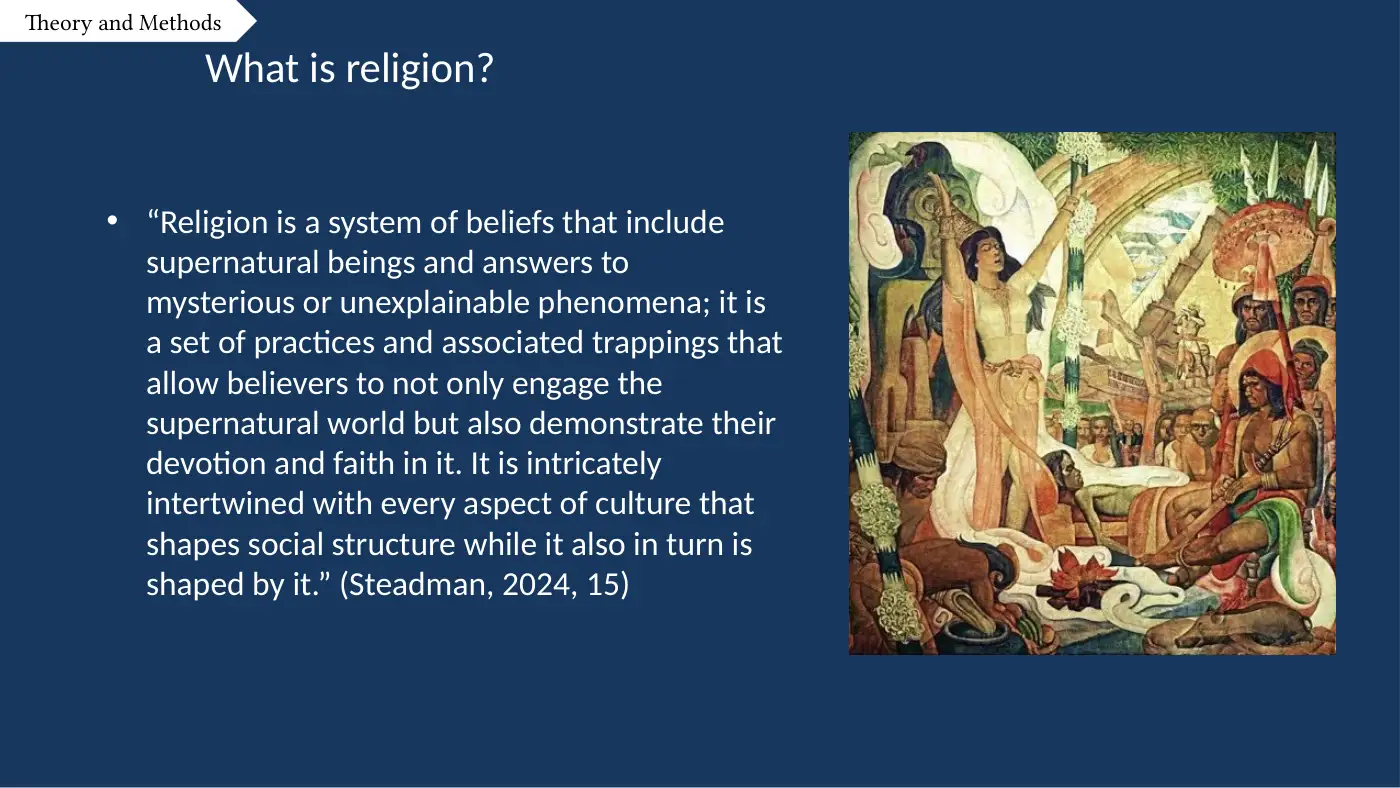 Theory and Methods
What is religion?
• “Religion is a system of beliefs that include
supernatural beings and answers to
mysterious or unexplainable phenomena; it is
a set of practices and associated trappings that
allow believers to not only engage the
supernatural world but also demonstrate their
devotion and faith in it. It is intricately
intertwined with every aspect of culture that
shapes social structure while it also in turn is
shaped by it.” (Steadman, 2024, 15)